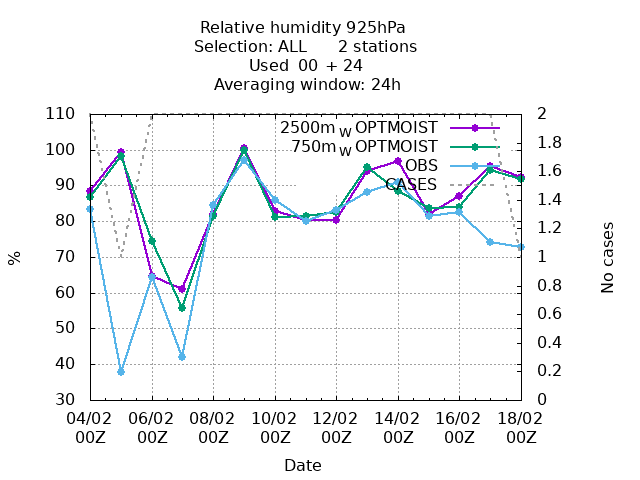 Relative humidity 925hPa
Selection: ALL 2 stations
Used 00 + 24
Averaging window: 24h
110 2
2500m W OPTMOIST
100 1.8
750m W OPTMOIST
OBS
90 1.6
CASES
80 1.4
1.2
70 1
60 0.8
50 0.6
0.4
40 0.2
30 0
%
No cases
04/02 06/02 08/02 10/02 12/02 14/02 16/02 18/02
00Z 00Z 00Z 00Z 00Z 00Z 00Z 00Z
Date